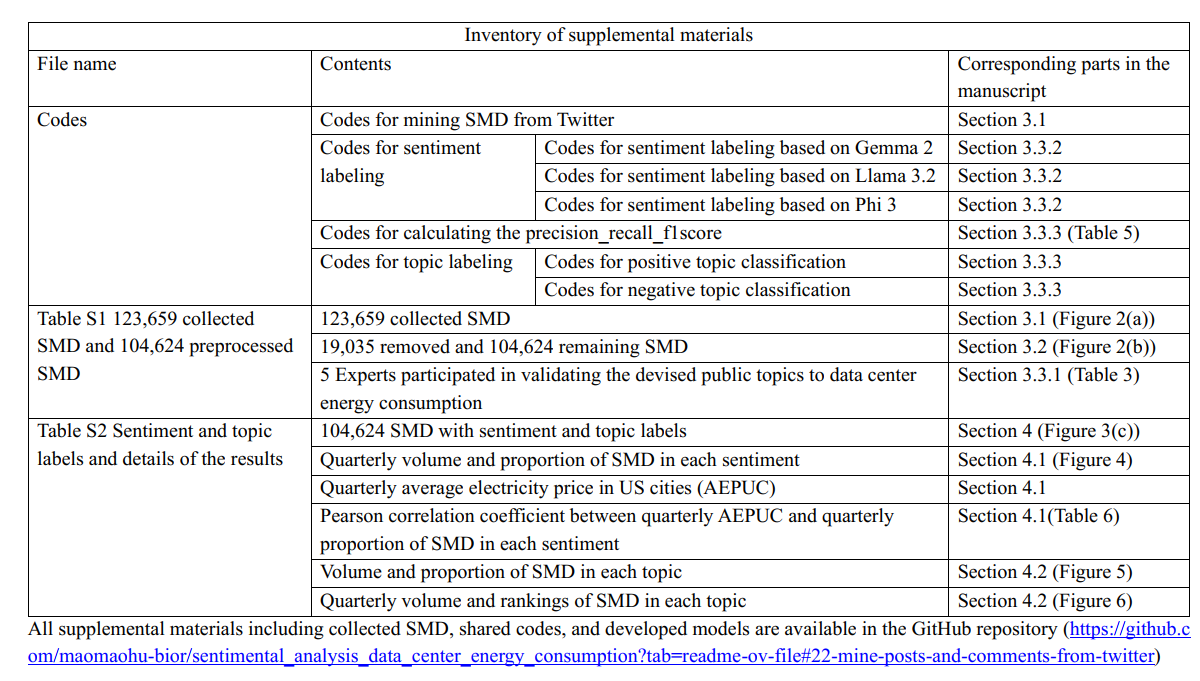 Inventory of supplemental materials
File name Contents Corresponding parts in the
manuscript
Codes Codes for mining SMD from Twitter Section 3.1
Codes for sentiment
labeling
Codes for sentiment labeling based on Gemma 2 Section 3.3.2
Codes for sentiment labeling based on Llama 3.2 Section 3.3.2
Codes for sentiment labeling based on Phi 3 Section 3.3.2
Codes for calculating the precision_recall_f1score Section 3.3.3 (Table 5)
Codes for topic labeling Codes for positive topic classification Section 3.3.3
Codes for negative topic classification Section 3.3.3
Table S1 123,659 collected
SMD and 104,624 preprocessed
SMD
123,659 collected SMD Section 3.1 (Figure 2(a))
19,035 removed and 104,624 remaining SMD Section 3.2 (Figure 2(b))
5 Experts participated in validating the devised public topics to data center
energy consumption
Section 3.3.1 (Table 3)
Table S2 Sentiment and topic
labels and details of the results
104,624 SMD with sentiment and topic labels Section 4 (Figure 3(c))
Quarterly volume and proportion of SMD in each sentiment Section 4.1 (Figure 4)
Quarterly average electricity price in US cities (AEPUC) Section 4.1
Pearson correlation coefficient between quarterly AEPUC and quarterly
proportion of SMD in each sentiment
Section 4.1(Table 6)
Volume and proportion of SMD in each topic Section 4.2 (Figure 5)
Quarterly volume and rankings of SMD in each topic Section 4.2 (Figure 6)
All supplemental materials including collected SMD, shared codes, and developed models are available in the GitHub repository (https://github.c
om/maomaohu-bior/sentimental_analysis_data_center_energy_consumption?tab=readme-ov-file#22-mine-posts-and-comments-from-twitter)